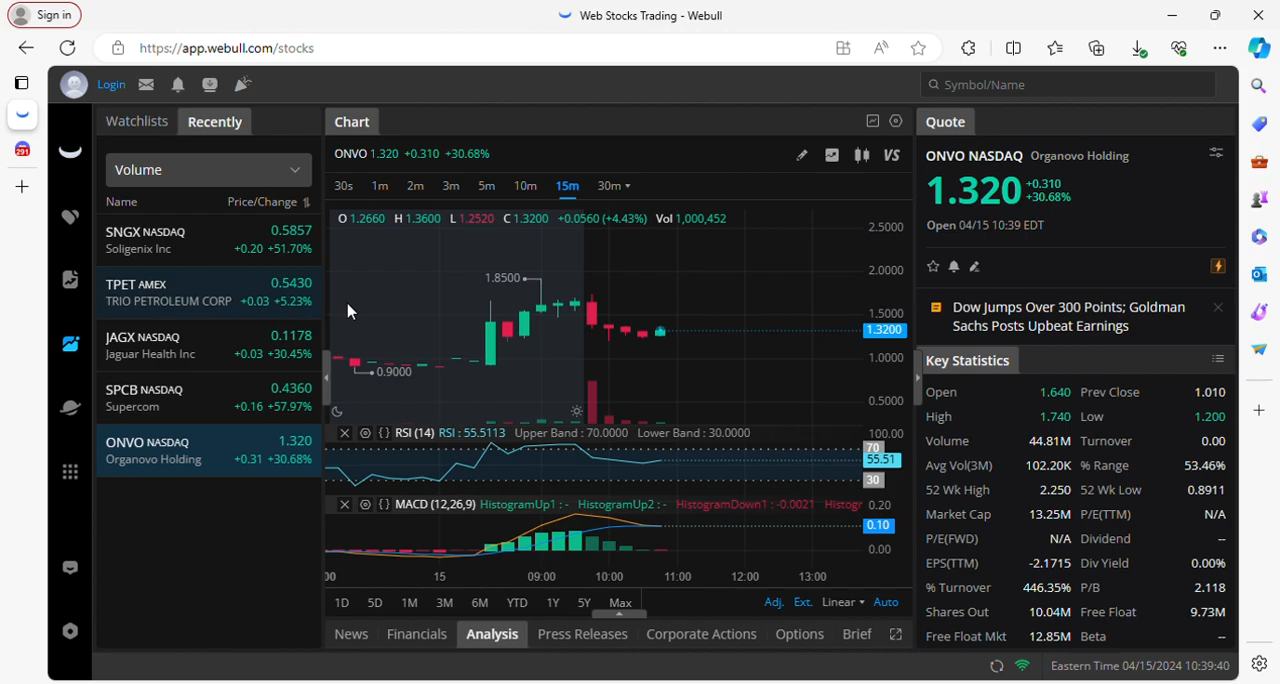 Sign in
Web Stocks Trading - Webull
https://app.webull.com/stocks
291
Login
Symbol/Name
Watchlists Recently
Volume
Name Price/Change
SNGX NASDAQ 0.5857
Soligenix Inc +0.20 +51.70%
TPET AMEX 0.5430
TRIO PETROLEUM CORP +0.03 +5.23%
JAGX NASDAQ 0.1178
Jaguar Health Inc +0.03 +30.45%
SPCB NASDAQ 0.4360
Supercom +0.16 +57.97%
ONVO NASDAQ 1.320
Organovo Holding +0.31 +30.68%
Chart
ONVO 1.320 +0.310 +30.68%
VS
30s 1m 2m 3m 5m 10m 15m 30m
O 1.2660 H 1.3600 L 1.2520 C 1.3200 +0.0560 (+4.43%) Vol 1,000,452
2.5000
2.0000
1.8500
1.5000
1.3200
1.0000
0.9000
0.5000
RSI (14) RSI : 55.5113 Upper Band : 70.0000 Lower Band : 30.0000
100.00
70
55.51
30
MACD (12,26,9) HistogramUp1 : - HistogramUp2 : - HistogramDown1 : -0.0021 Histogr
0.20
0.10
0.00
00 15 09:00 10:00 11:00 12:00 13:00
1D 5D 1M 3M 6M YTD 1Y 5Y Max Adj. Ext. Linear Auto
News Financials Analysis Press Releases Corporate Actions Options Brief
Quote
ONVO NASDAQ Organovo Holding
1.320 +0.310
+30.68%
Open 04/15 10:39 EDT
Dow Jumps Over 300 Points; Goldman
Sachs Posts Upbeat Earnings
Key Statistics
Open 1.640 Prev Close 1.010
High 1.740 Low 1.200
Volume 44.81M Turnover 0.00
Avg Vol(3M) 102.20K % Range 53.46%
52 Wk High 2.250 52 Wk Low 0.8911
Market Cap 13.25M P/E(TTM) N/A
P/E(FWD) N/A Dividend --
EPS(TTM) -2.1715 Div Yield 0.00%
% Turnover 446.35% P/B 2.118
Shares Out 10.04M Free Float 9.73M
Free Float Mkt 12.85M Beta --
Eastern Time 04/15/2024 10:39:40